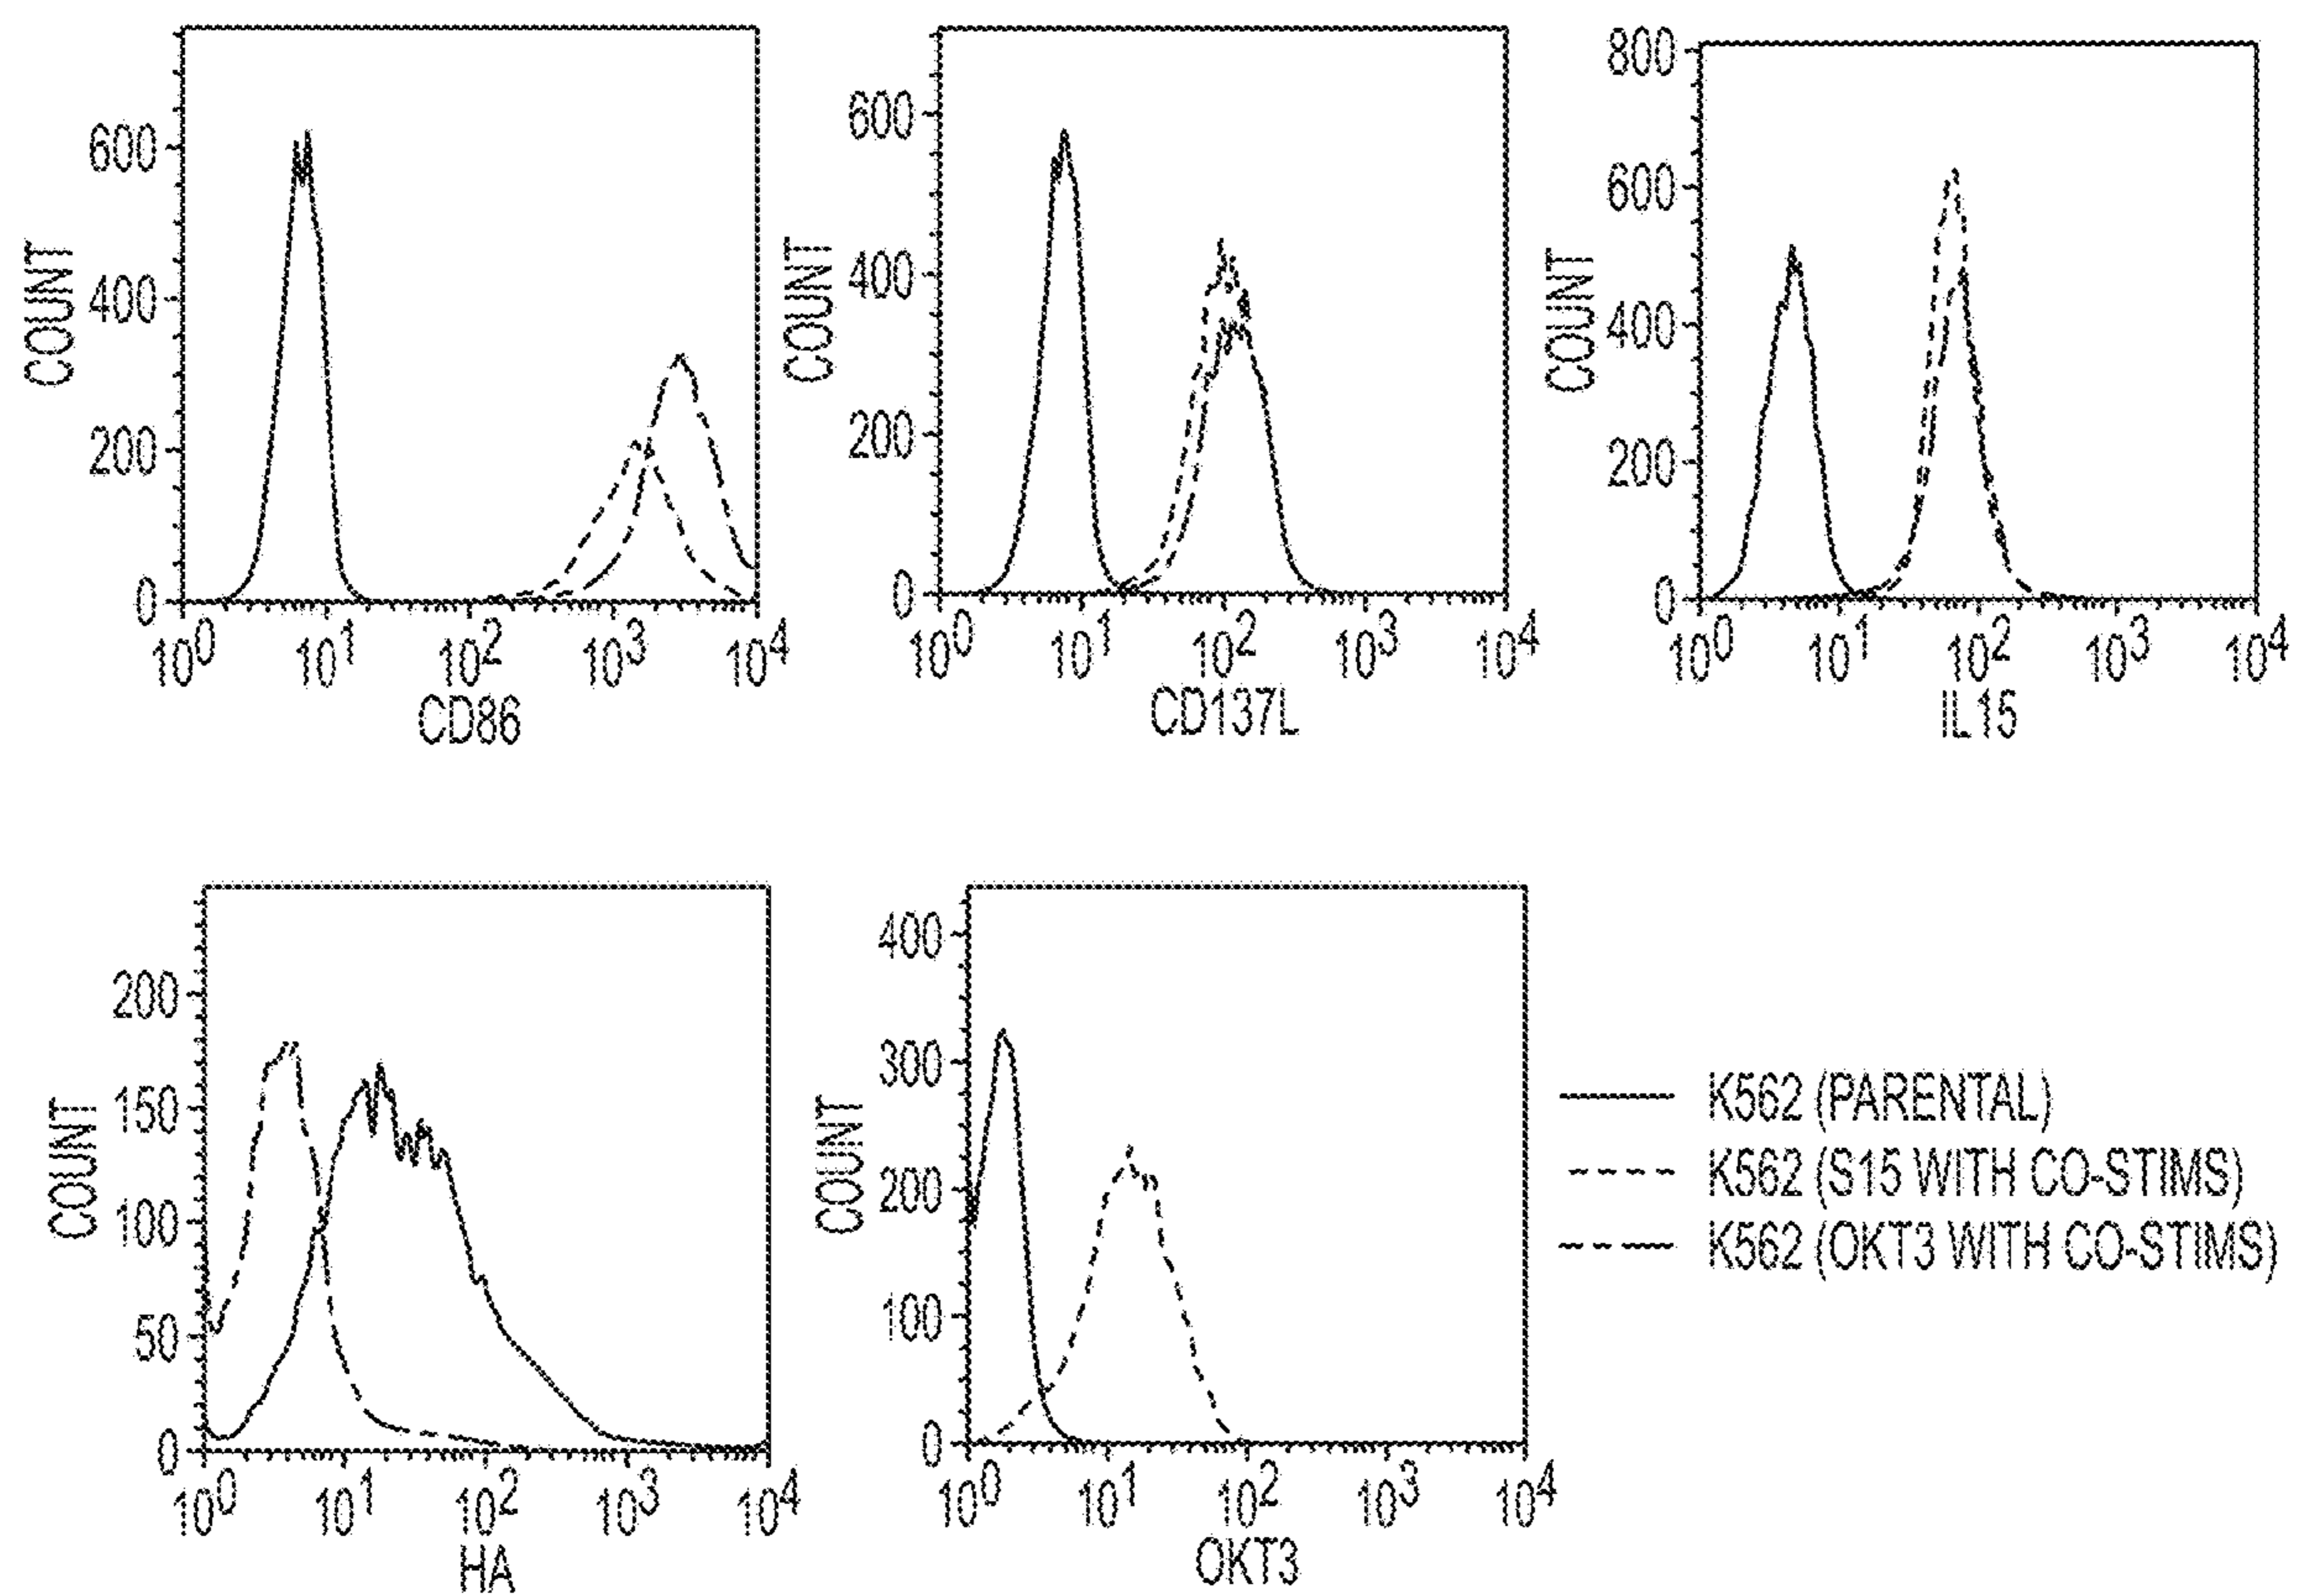 COUNT
600
400
200
0
10^0 10^1 10^2 10^3 10^4
CD86
COUNT
600
400
200
0
10^0 10^1 10^2 10^3 10^4
CD137L
COUNT
800
600
400
200
0
10^0 10^1 10^2 10^3 10^4
IL15
COUNT
200
150
100
50
0
10^0 10^1 10^2 10^3 10^4
HA
COUNT
400
300
200
100
0
10^0 10^1 10^2 10^3 10^4
OKT3
K562 (PARENTAL)
K562 (S15 WITH CO-STIMS)
K562 (OKT3 WITH CO-STIMS)